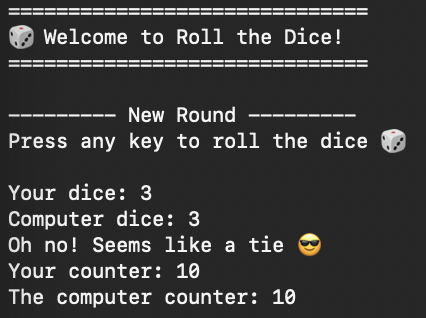 ==============================
🎲 Welcome to Roll the Dice!
==============================
--------- New Round ---------
Press any key to roll the dice 🎲
Your dice: 3
Computer dice: 3
Oh no! Seems like a tie 😎
Your counter: 10
The computer counter: 10